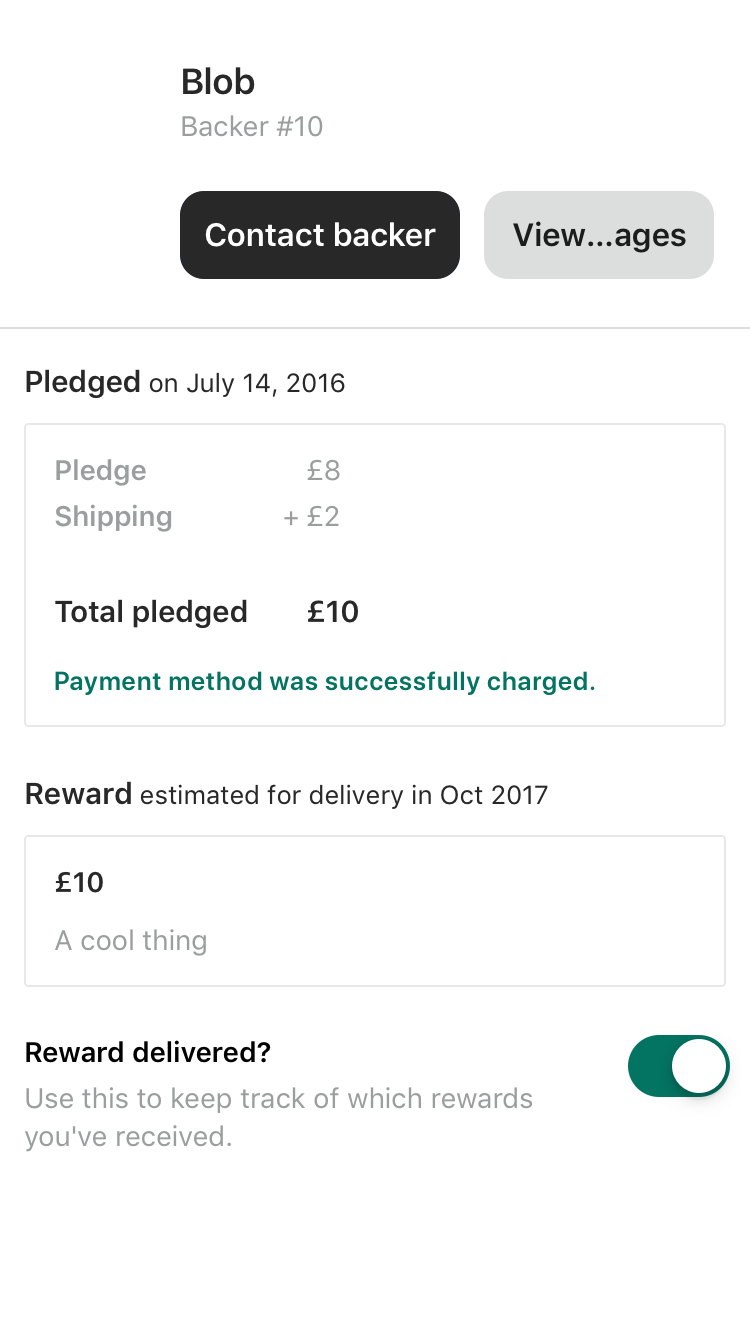 Blob
Backer #10
Contact backer
View...ages
Pledged on July 14, 2016
Pledge £8
Shipping + £2
Total pledged £10
Payment method was successfully charged.
Reward estimated for delivery in Oct 2017
£10
A cool thing
Reward delivered?
Use this to keep track of which rewards
you've received.